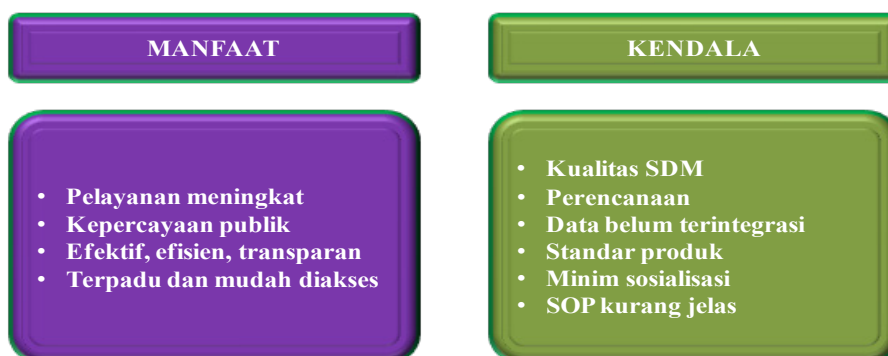 MANFAAT
• Pelayanan meningkat
• Kepercayaan publik
• Efektif, efisien, transparan
• Terpadu dan mudah diakses
KENDALA
• Kualitas SDM
• Perencanaan
• Data belum terintegrasi
• Standar produk
• Minim sosialisasi
• SOP kurang jelas